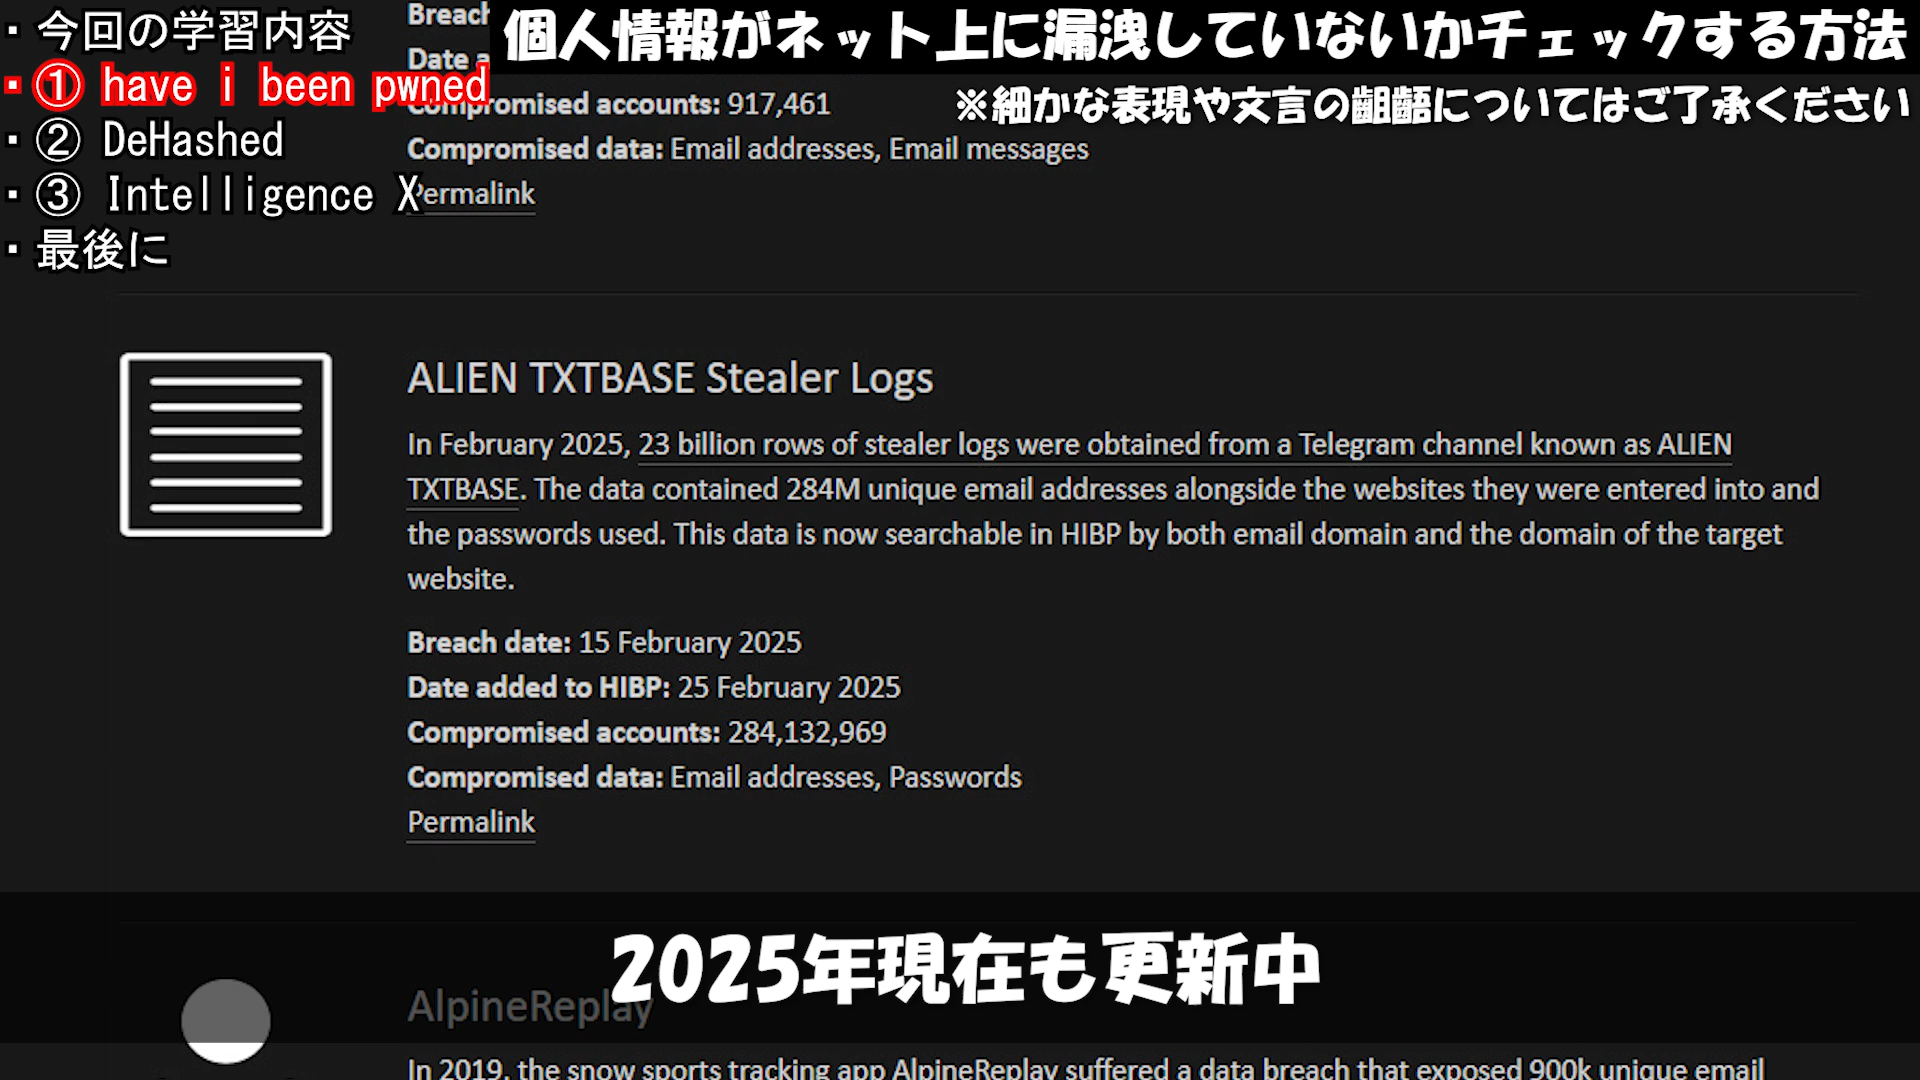 ・今回の学習内容
・① have i been pwned
・② DeHashed
・③ Intelligence X
・最後に
個人情報がネット上に漏洩していないかチェックする方法
※細かな表現や文言の齟齬についてはご了承ください
Breach
Date a
Compromised accounts: 917,461
Compromised data: Email addresses, Email messages
Permalink
ALIEN TXTBASE Stealer Logs
In February 2025, 23 billion rows of stealer logs were obtained from a Telegram channel known as ALIEN
TXTBASE. The data contained 284M unique email addresses alongside the websites they were entered into and
the passwords used. This data is now searchable in HIBP by both email domain and the domain of the target
website.
Breach date: 15 February 2025
Date added to HIBP: 25 February 2025
Compromised accounts: 284,132,969
Compromised data: Email addresses, Passwords
Permalink
2025年現在も更新中
AlpineReplay
In 2019, the snow sports tracking app AlpineReplay suffered a data breach that exposed 900k unique email